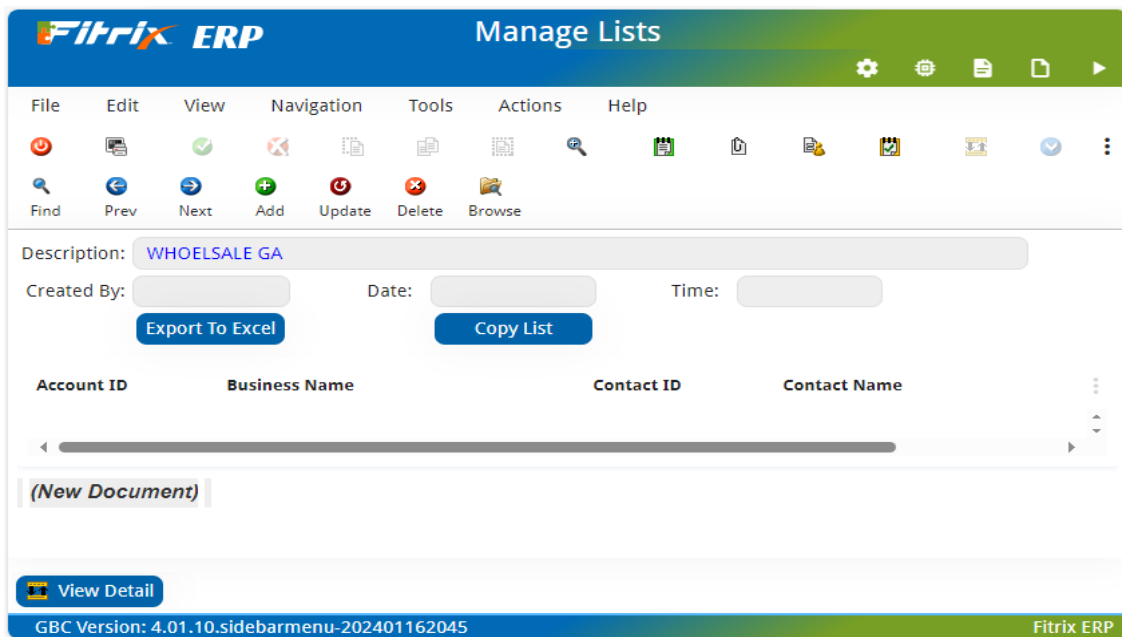 Fitrix ERP
Manage Lists
File Edit View Navigation Tools Actions Help
Find Prev Next Add Update Delete Browse
Description: WHOELSALE GA
Created By: Date: Time:
Export To Excel Copy List
Account ID Business Name Contact ID Contact Name
(New Document)
View Detail
GBC Version: 4.01.10.sidebarmenu-202401162045 Fitrix ERP